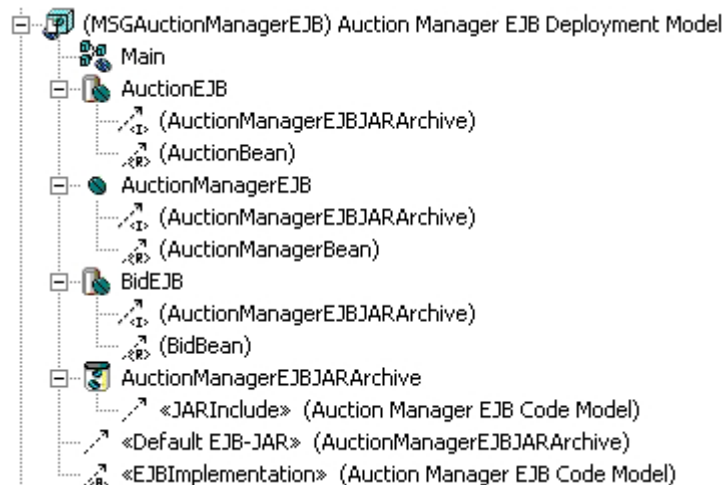 (MSGAuctionManagerEJB) Auction Manager EJB Deployment Model
Main
AuctionEJB
(AuctionManagerEJBJARArchive)
(AuctionBean)
AuctionManagerEJB
(AuctionManagerEJBJARArchive)
(AuctionManagerBean)
BidEJB
(AuctionManagerEJBJARArchive)
(BidBean)
AuctionManagerEJBJARArchive
«JARInclude» (Auction Manager EJB Code Model)
«Default EJB-JAR» (AuctionManagerEJBJARArchive)
«EJBImplementation» (Auction Manager EJB Code Model)